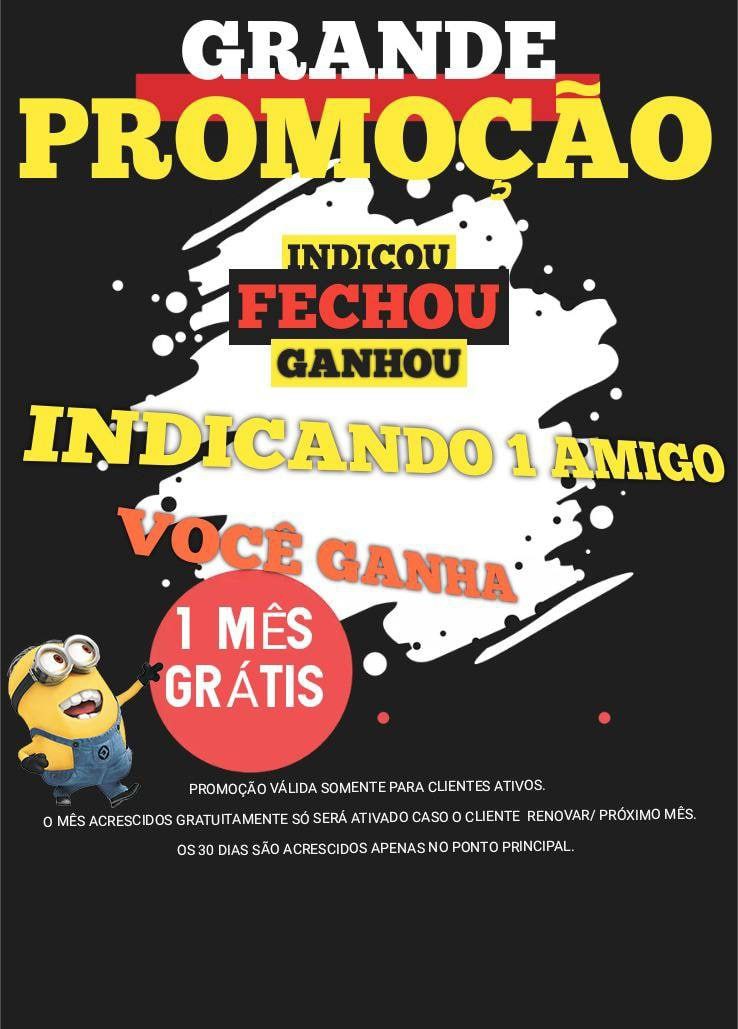 GRANDE
PROMOÇÃO
INDICOU
FECHOU
GANHOU
INDICANDO 1 AMIGO
VOCÊ GANHA
1 MÊS
GRÁTIS
PROMOÇÃO VÁLIDA SOMENTE PARA CLIENTES ATIVOS.
O MÊS ACRESCIDOS GRATUITAMENTE SÓ SERÁ ATIVADO CASO O CLIENTE RENOVAR/ PRÓXIMO MÊS.
OS 30 DIAS SÃO ACRESCIDOS APENAS NO PONTO PRINCIPAL.